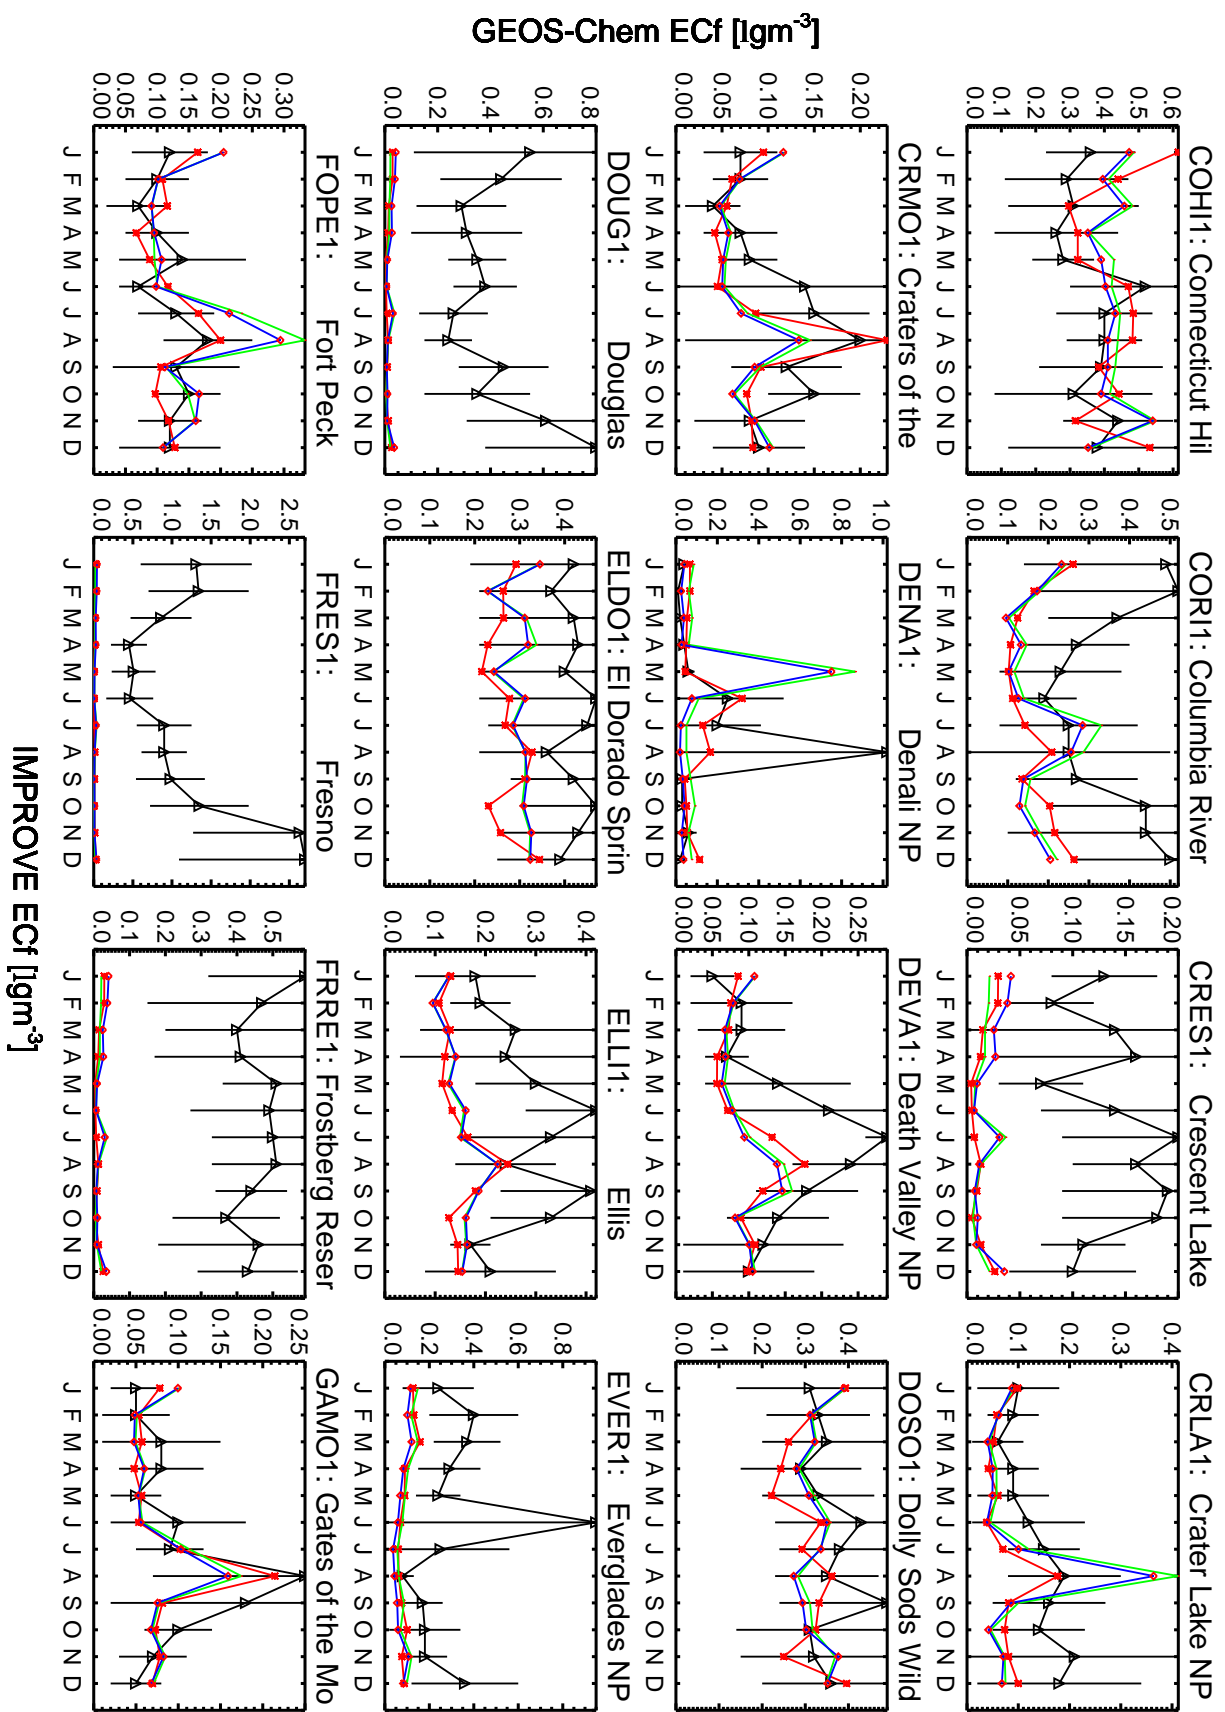 GEOS-Chem ECf [lgm-3]
COHI1: Connecticut Hil
0.6
0.5
0.4
0.3
0.2
0.1
0.0
J F M A M J J A S O N D
CORI1: Columbia River
0.5
0.4
0.3
0.2
0.1
0.0
J F M A M J J A S O N D
CRES1: Crescent Lake
0.20
0.15
0.10
0.05
0.00
J F M A M J J A S O N D
CRLA1: Crater Lake NP
0.4
0.3
0.2
0.1
0.0
J F M A M J J A S O N D
CRMO1: Craters of the
0.20
0.15
0.10
0.05
0.00
J F M A M J J A S O N D
DENA1: Denali NP
1.0
0.8
0.6
0.4
0.2
0.0
J F M A M J J A S O N D
DEVA1: Death Valley NP
0.25
0.20
0.15
0.10
0.05
0.00
J F M A M J J A S O N D
DOSO1: Dolly Sods Wild
0.4
0.3
0.2
0.1
0.0
J F M A M J J A S O N D
DOUG1: Douglas
0.8
0.6
0.4
0.2
0.0
J F M A M J J A S O N D
ELDO1: El Dorado Sprin
0.4
0.3
0.2
0.1
0.0
J F M A M J J A S O N D
ELLI1: Ellis
0.4
0.3
0.2
0.1
0.0
J F M A M J J A S O N D
EVER1: Everglades NP
0.8
0.6
0.4
0.2
0.0
J F M A M J J A S O N D
FOPE1: Fort Peck
0.30
0.25
0.20
0.15
0.10
0.05
0.00
J F M A M J J A S O N D
FRES1: Fresno
2.5
2.0
1.5
1.0
0.5
0.0
J F M A M J J A S O N D
FRRE1: Frostberg Reser
0.5
0.4
0.3
0.2
0.1
0.0
J F M A M J J A S O N D
GAMO1: Gates of the Mo
0.25
0.20
0.15
0.10
0.05
0.00
J F M A M J J A S O N D
IMPROVE ECf [lgm-3]